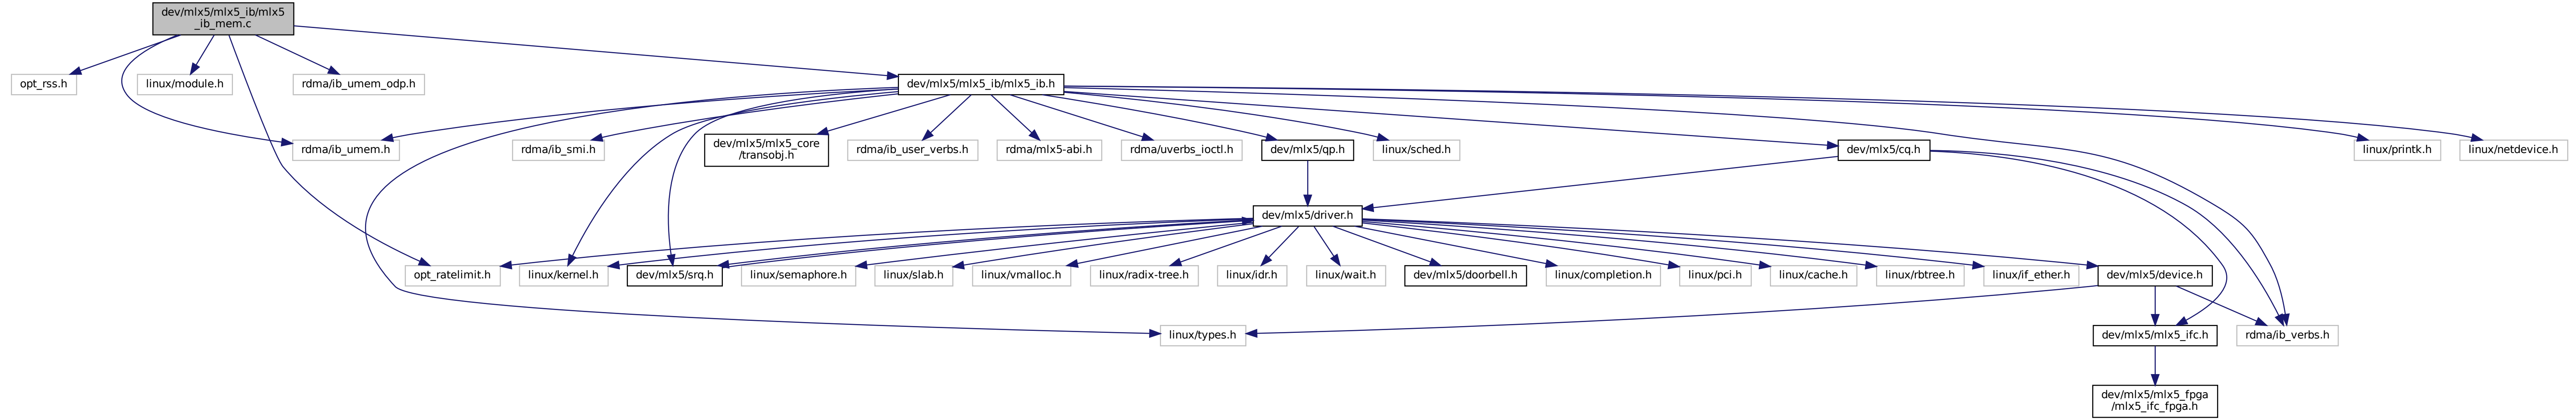 dev/mlx5/mlx5_ib/mlx5
_ib_mem.c
opt_rss.h
linux/module.h
rdma/ib_umem_odp.h
dev/mlx5/mlx5_ib/mlx5_ib.h
rdma/ib_umem.h
rdma/ib_smi.h
dev/mlx5/mlx5_core
/transobj.h
rdma/ib_user_verbs.h
rdma/mlx5-abi.h
rdma/uverbs_ioctl.h
dev/mlx5/qp.h
linux/sched.h
dev/mlx5/cq.h
linux/printk.h
linux/netdevice.h
dev/mlx5/driver.h
opt_ratelimit.h
linux/kernel.h
dev/mlx5/srq.h
linux/semaphore.h
linux/slab.h
linux/vmalloc.h
linux/radix-tree.h
linux/idr.h
linux/wait.h
dev/mlx5/doorbell.h
linux/completion.h
linux/pci.h
linux/cache.h
linux/rbtree.h
linux/if_ether.h
dev/mlx5/device.h
linux/types.h
dev/mlx5/mlx5_ifc.h
rdma/ib_verbs.h
dev/mlx5/mlx5_fpga
/mlx5_ifc_fpga.h